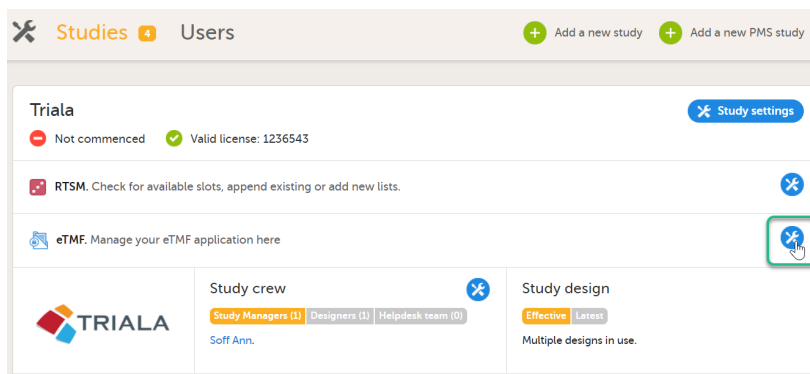 Studies 4 Users
Add a new study Add a new PMS study
Triala
Study settings
Not commenced Valid license: 1236543
RTSM. Check for available slots, append existing or add new lists.
eTMF. Manage your eTMF application here
TRIALA
Study crew
Study Managers (1) Designers (1) Helpdesk team (0)
Soff Ann.
Study design
Effective Latest
Multiple designs in use.